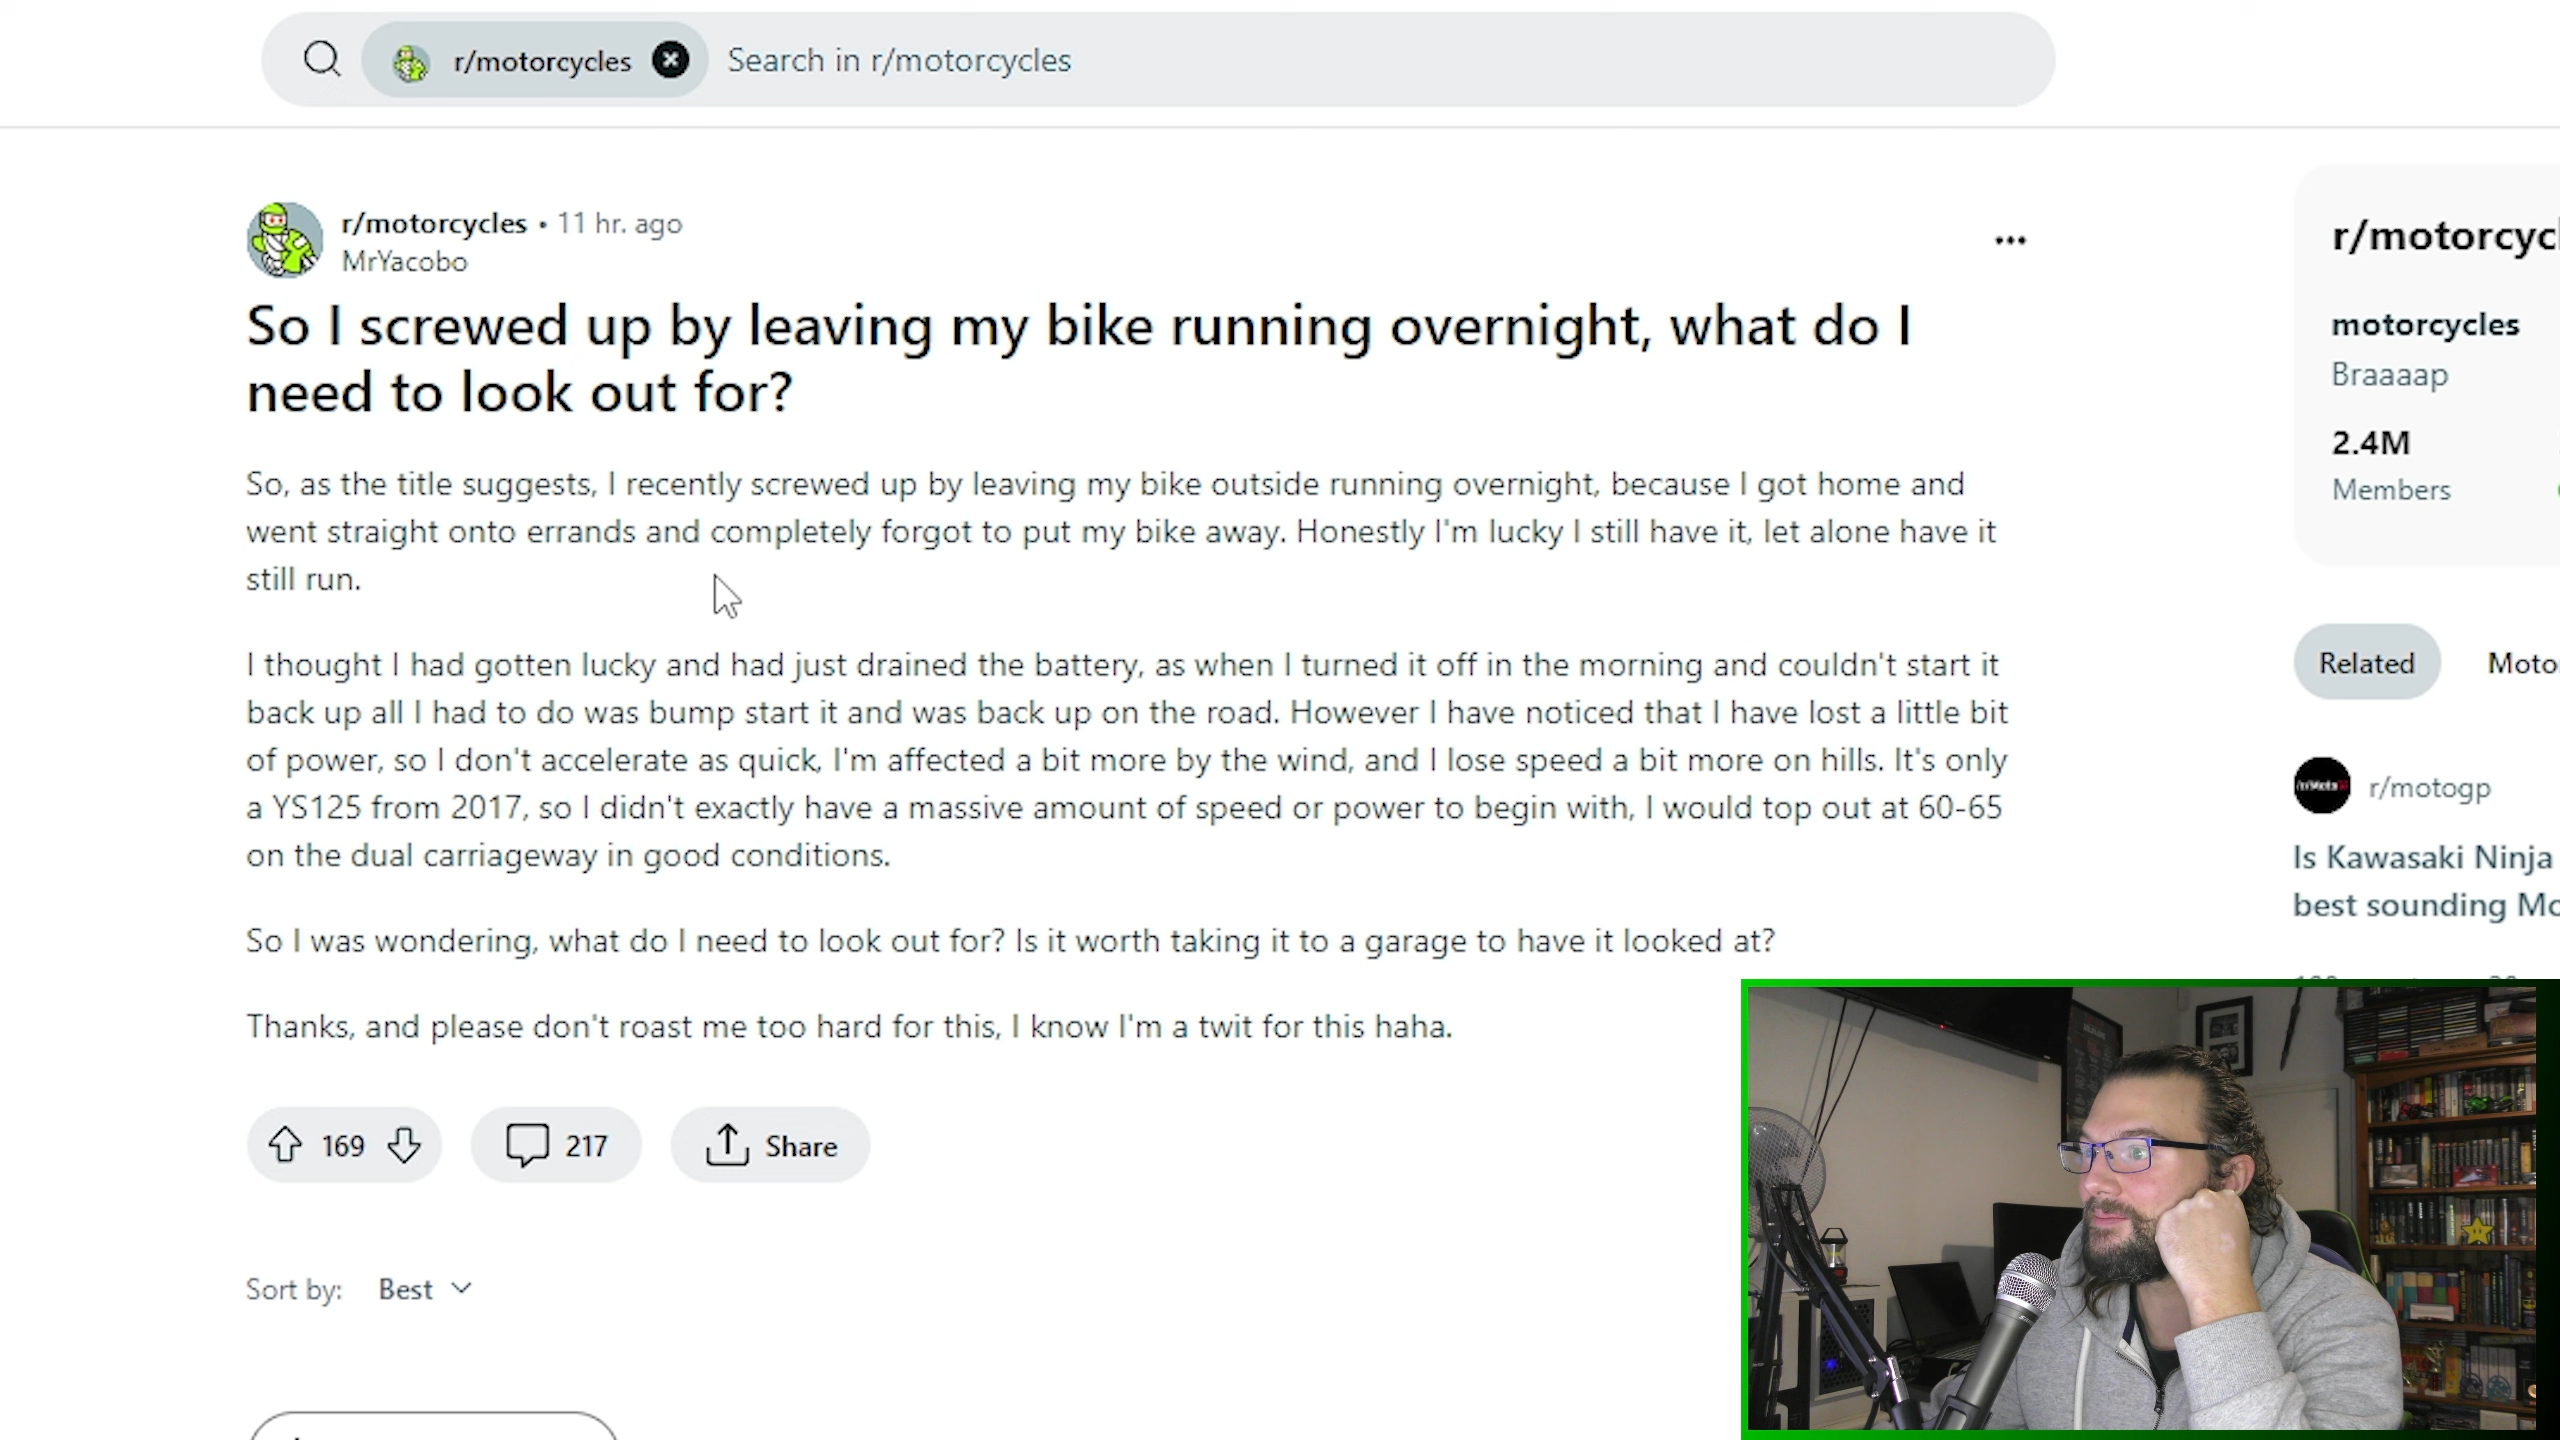 r/motorcycles Search in r/motorcycles
r/motorcycles • 11 hr. ago
MrYacobo
So I screwed up by leaving my bike running overnight, what do I
need to look out for?
So, as the title suggests, I recently screwed up by leaving my bike outside running overnight, because I got home and
went straight onto errands and completely forgot to put my bike away. Honestly I'm lucky I still have it, let alone have it
still run.
I thought I had gotten lucky and had just drained the battery, as when I turned it off in the morning and couldn't start it
back up all I had to do was bump start it and was back up on the road. However I have noticed that I have lost a little bit
of power, so I don't accelerate as quick, I'm affected a bit more by the wind, and I lose speed a bit more on hills. It's only
a YS125 from 2017, so I didn't exactly have a massive amount of speed or power to begin with, I would top out at 60-65
on the dual carriageway in good conditions.
So I was wondering, what do I need to look out for? Is it worth taking it to a garage to have it looked at?
Thanks, and please don't roast me too hard for this, I know I'm a twit for this haha.
169
217
Share
Sort by: Best
r/motorcycl
motorcycles
Braaaap
2.4M
Members
Related Moto
r/motogp
Is Kawasaki Ninja
best sounding Mo